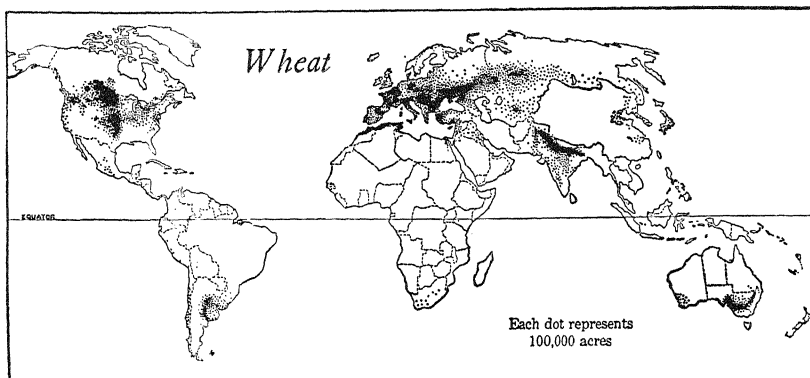 Wheat
EQUATOR
Each dot represents
100,000 acres